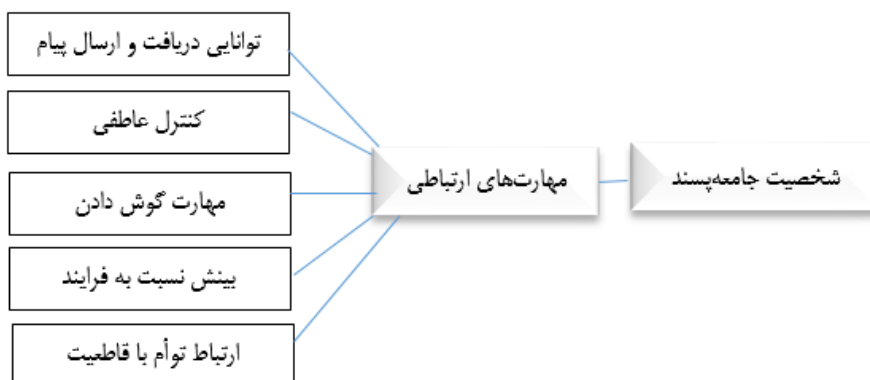 شخصیت جامعه‌پسند
مهارت‌های ارتباطی
توانایی دریافت و ارسال پیام
کنترل عاطفی
مهارت گوش دادن
بینش نسبت به فرایند
ارتباط توأم با قاطعیت